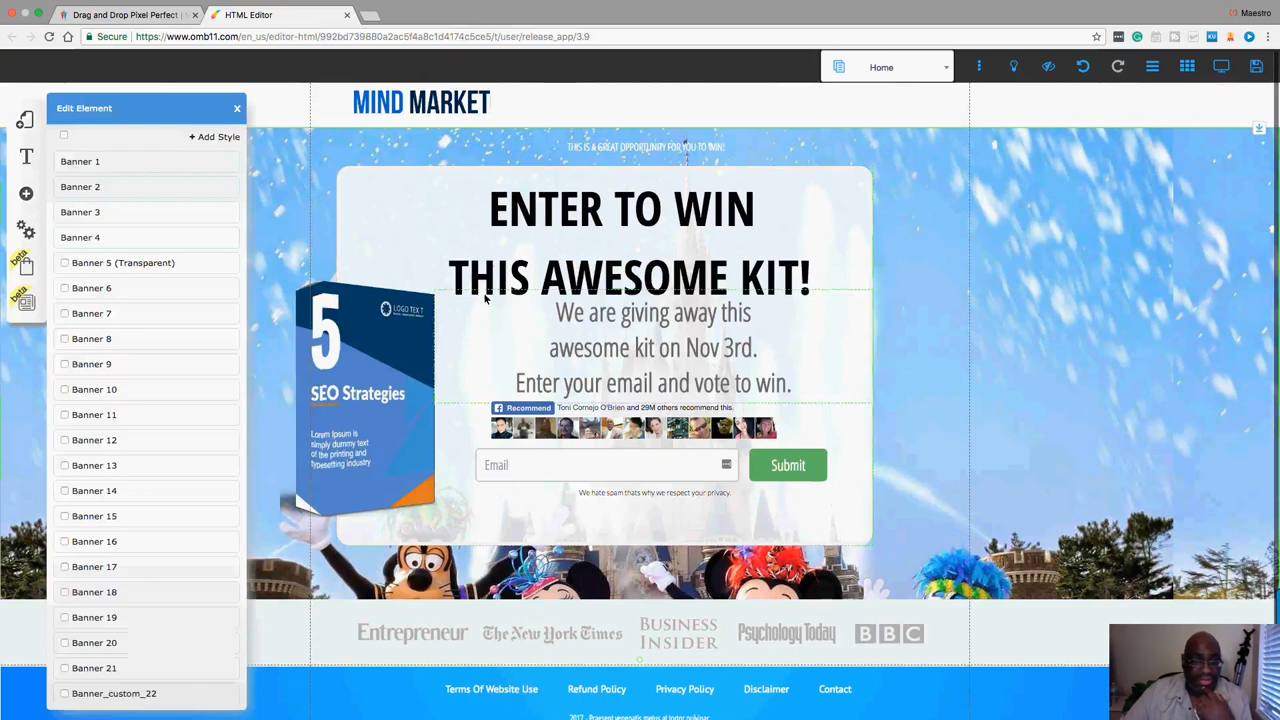 Drag and Drop Pixel Perfect |
HTML Editor
Maestro
Secure
https://www.omb11.com/en_us/editor-html/992bd739880a2ac5f4a8c1d4174c5ce5/t/user/release_app/3.9
Home
Edit Element
x
+ Add Style
Banner 1
Banner 2
Banner 3
Banner 4
Banner 5 (Transparent)
Banner 6
Banner 7
Banner 8
Banner 9
Banner 10
Banner 11
Banner 12
Banner 13
Banner 14
Banner 15
Banner 16
Banner 17
Banner 18
Banner 19
Banner 20
Banner 21
Banner_custom_22
T
beta
beta
MIND MARKET
THIS IS A GREAT OPPORTUNITY FOR YOU TO WIN!
ENTER TO WIN
THIS AWESOME KIT!
We are giving away this
awesome kit on Nov 3rd.
Enter your email and vote to win.
5
LOGO TEXT
SEO Strategies
Lorem Ipsum is
simply dummy text
of the printing and
typesetting industry
Recommend
Toni Cornejo O'Brien and 29M others recommend this.
Email
Submit
We hate spam thats why we respect your privacy.
Entrepreneur
The New York Times
BUSINESS
INSIDER
Psychology Today
BBC
Terms Of Website Use
Refund Policy
Privacy Policy
Disclaimer
Contact